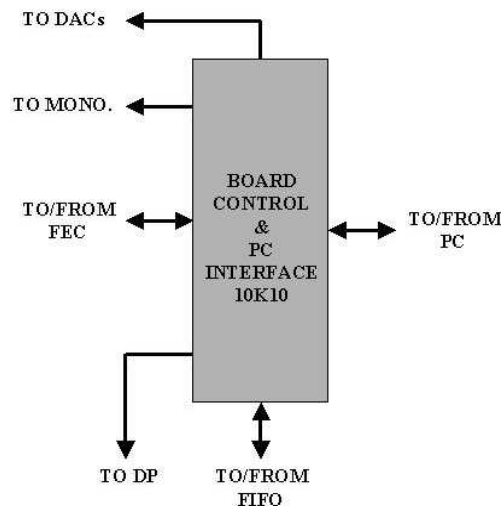 TO DACs
TO MONO.
BOARD
CONTROL
&
PC
INTERFACE
10K10
TO/FROM
FEC
TO/FROM
PC
TO DP
TO/FROM
FIFO